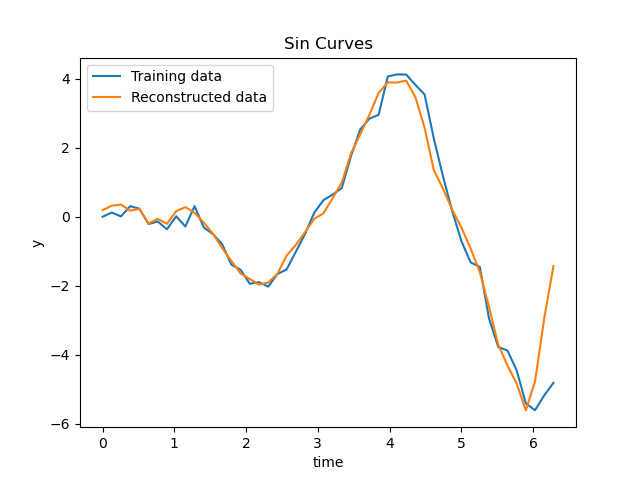 Sin Curves
Training data
Reconstructed data
4
2
0
−2
−4
−6
y
0 1 2 3 4 5 6
time